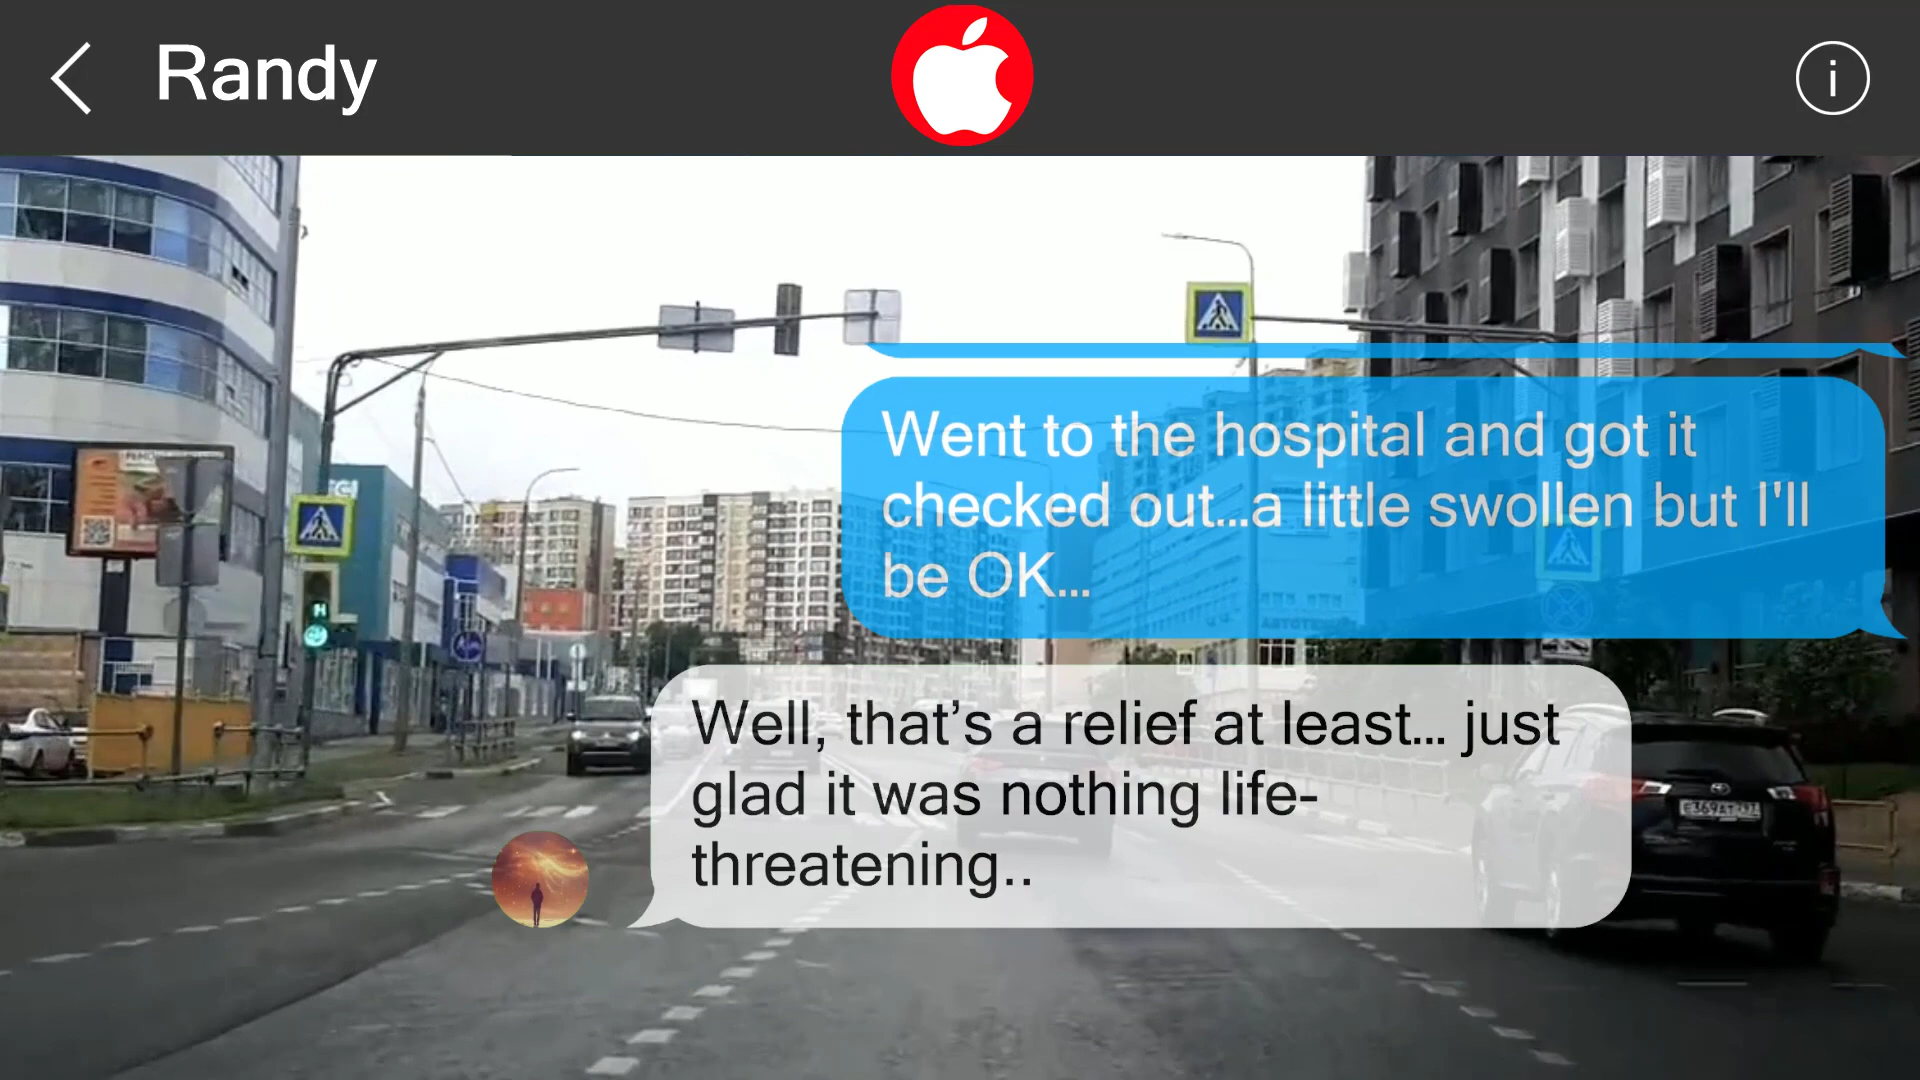 Randy
Went to the hospital and got it
checked out...a little swollen but I'll
be OK...
Well, that’s a relief at least... just
glad it was nothing life-
threatening..